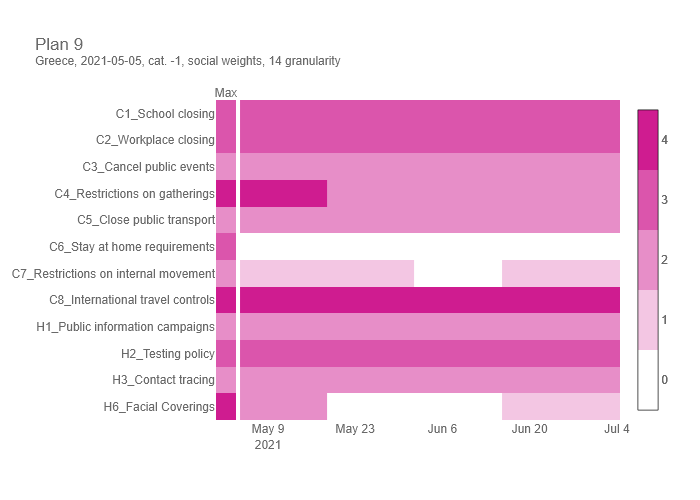 Plan 9
Greece, 2021-05-05, cat. -1, social weights, 14 granularity
Max
C1_School closing
C2_Workplace closing
C3_Cancel public events
C4_Restrictions on gatherings
C5_Close public transport
C6_Stay at home requirements
C7_Restrictions on internal movement
C8_International travel controls
H1_Public information campaigns
H2_Testing policy
H3_Contact tracing
H6_Facial Coverings
May 9 May 23 Jun 6 Jun 20 Jul 4
2021
4
3
2
1
0